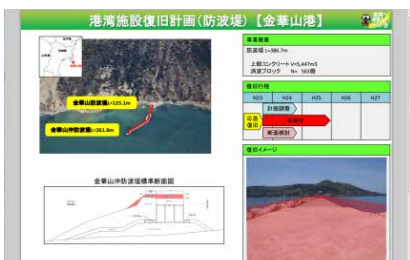 港湾施設復旧計画(防波堤)【金華山港】
事業概要
防波堤 L=386.7m
上部コンクリート V=5,447m3
消波ブロック N= 563個
金華山防波堤L=125.1m
金華山沖防波堤L=261.6m
復旧行程
H23 H24 H25 H26 H27
計画調整
応急
復旧
断面検討
復旧イメージ
金華山沖防波堤標準断面図